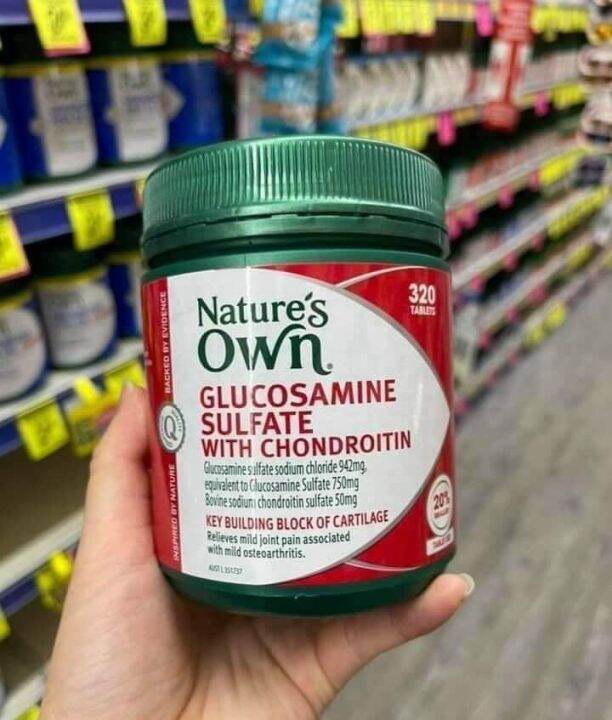 Nature's
Own
320
TABLETS
BACKED BY EVIDENCE
INSPIRED BY NATURE
GLUCOSAMINE
SULFATE
WITH CHONDROITIN
Glucosamine sulfate sodium chloride 942mg,
equivalent to Glucosamine Sulfate 750mg
Bovine sodium chondroitin sulfate 50mg
KEY BUILDING BLOCK OF CARTILAGE
Relieves mild joint pain associated
with mild osteoarthritis.
20%